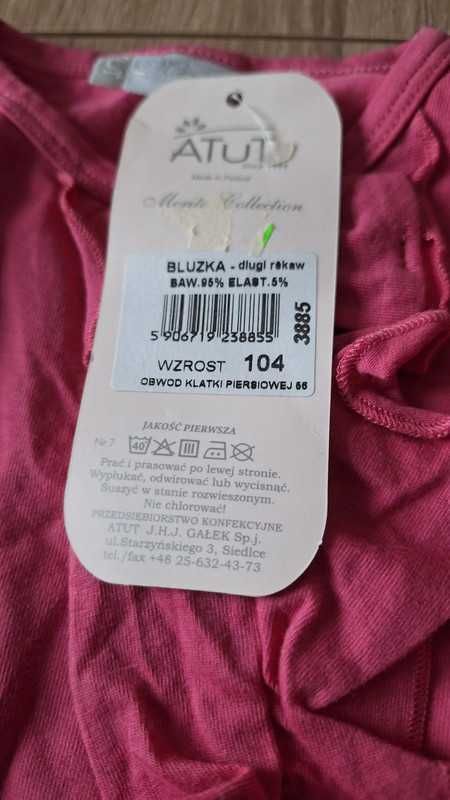 ATUT
Made in Poland
Collection
BLUZKA - długi rękaw
BAW.95% ELAST.5%
5 906719 238855
3885
WZROST 104
OBWOD KLATKI PIERSIOWEJ 56
JAKOŚĆ PIERWSZA
Nr 7
40
Prać i prasować po lewej stronie.
Wypłukać, odwirować lub wycisnąć.
Suszyć w stanie rozwieszonym.
Nie chlorować!
PRZEDSIĘBIORSTWO KONFEKCYJNE
ATUT J.H.J. GAŁEK Sp.j.
ul.Starzyńskiego 3, Siedlce
tel./fax +48 25-632-43-73